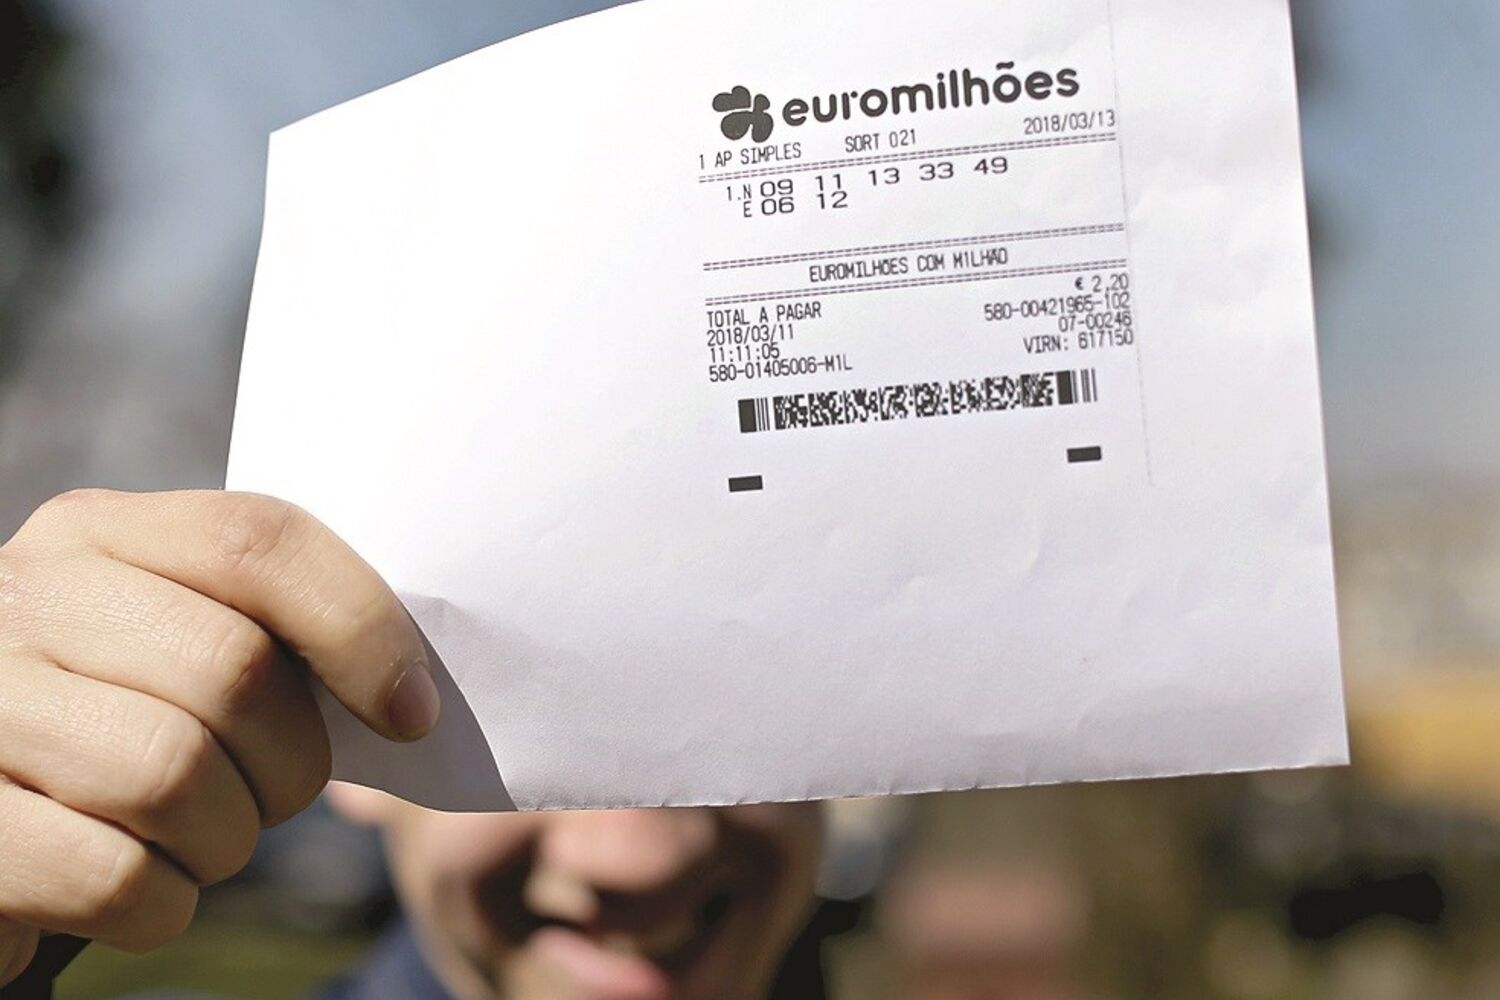 euromilhões
1 AP SIMPLES SORT 021 2018/03/13
1.N 09 11 13 33 49
E 06 12
EUROMILHÕES COM M1LHÃO
€ 2,20
TOTAL A PAGAR 580-00421965-102
2018/03/11 07-00246
11:11:05 VIRN: 617150
580-01405006-M1L